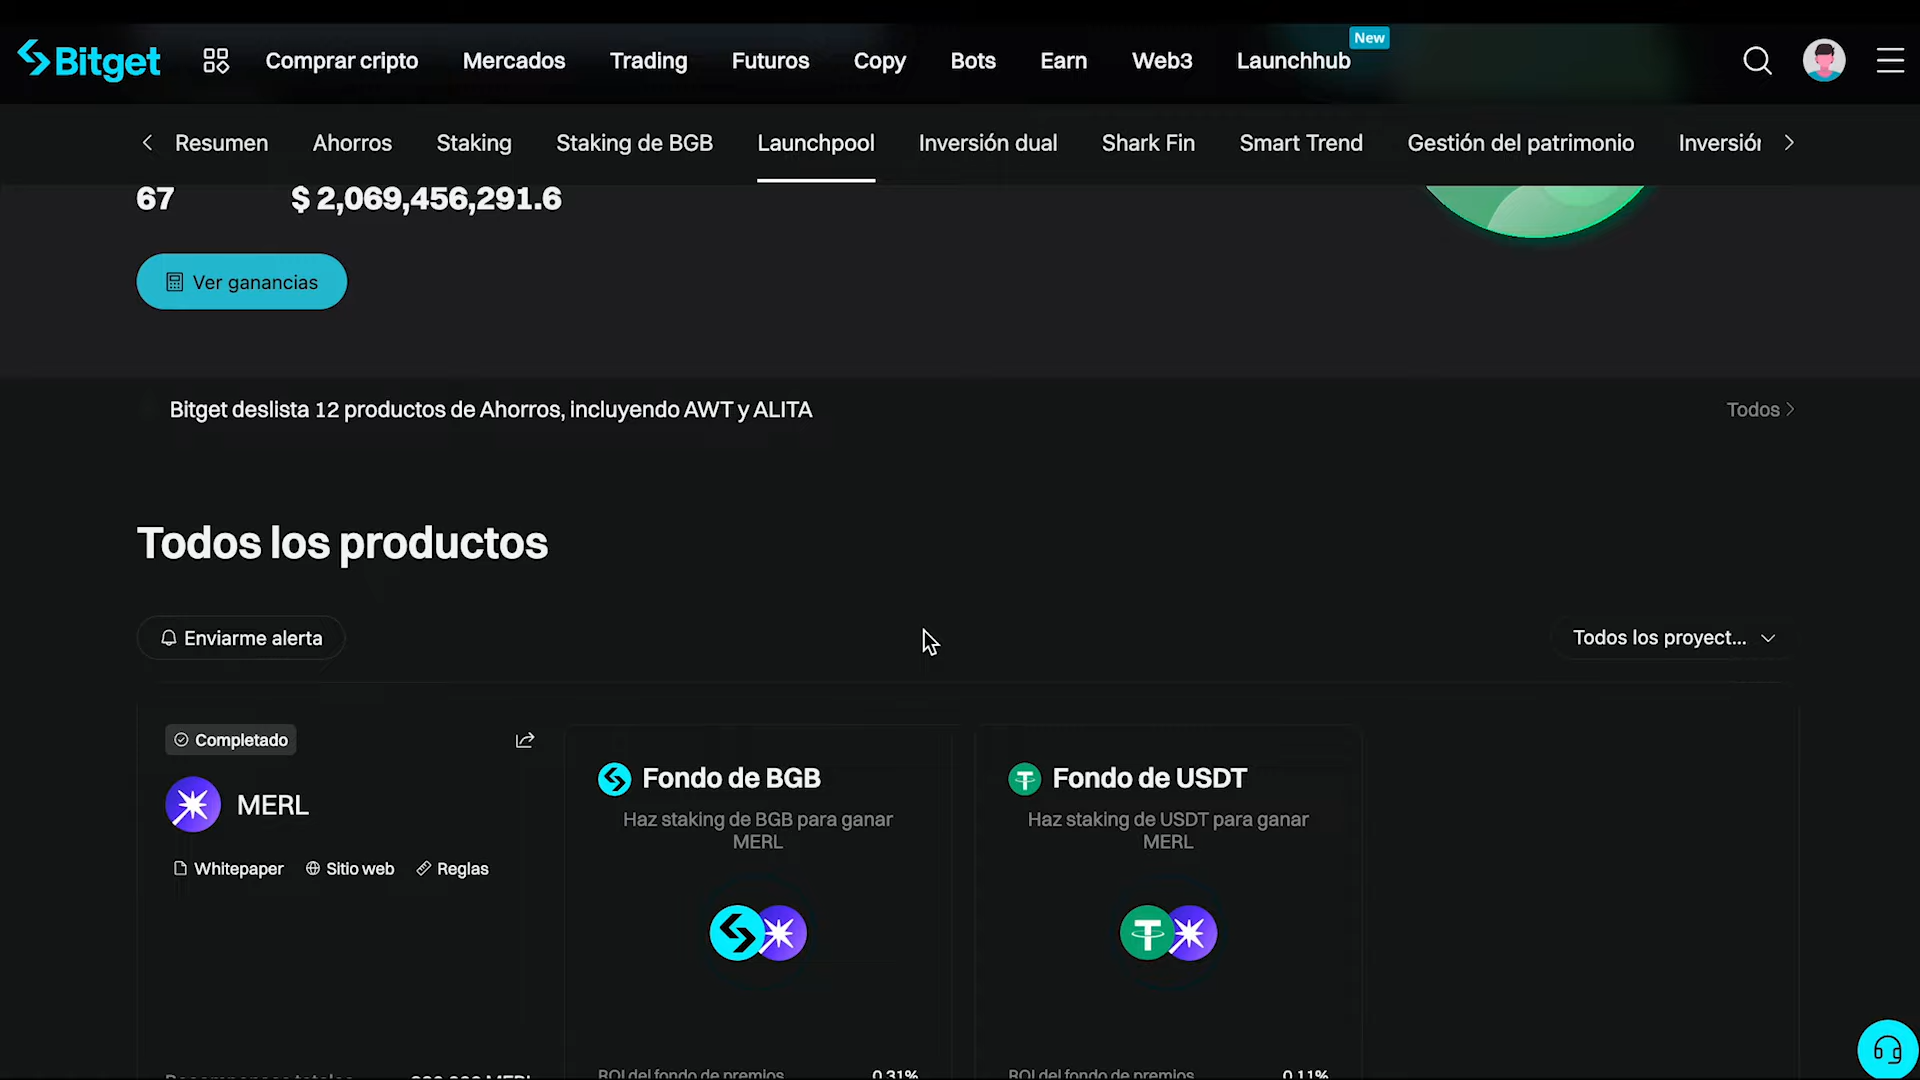 Bitget
Comprar cripto Mercados Trading Futuros Copy Bots Earn Web3 Launchhub New
Resumen Ahorros Staking Staking de BGB Launchpool Inversión dual Shark Fin Smart Trend Gestión del patrimonio
67 $ 2,069,456,291.6
Ver ganancias
Bitget deslista 12 productos de Ahorros, incluyendo AWT y ALITA Todos
Todos los productos
Enviarme alerta Todos los proyect...
Completado
MERL
Whitepaper Sitio web Reglas
Fondo de BGB
Haz staking de BGB para ganar
MERL
ROI del fondo de premios 0.31%
Fondo de USDT
Haz staking de USDT para ganar
MERL
ROI del fondo de premios 0.11%